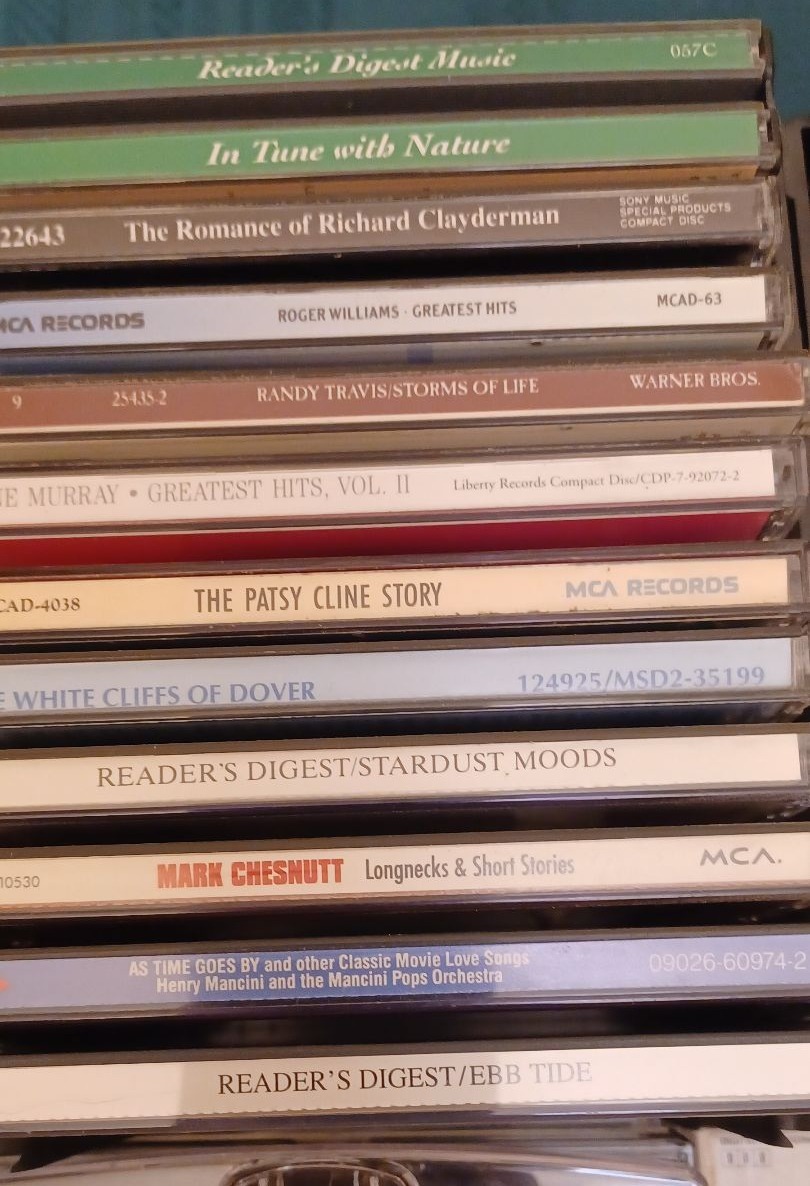 Reader's Digest Music 057C
In Tune with Nature
22643 The Romance of Richard Clayderman SONY MUSIC
SPECIAL PRODUCTS
COMPACT DISC
MCA RECORDS ROGER WILLIAMS · GREATEST HITS MCAD-63
9 25435-2 RANDY TRAVIS/STORMS OF LIFE WARNER BROS.
NE MURRAY • GREATEST HITS, VOL. II Liberty Records Compact Disc/CDP-7-92072-2
CAD-4038 THE PATSY CLINE STORY MCA RECORDS
E WHITE CLIFFS OF DOVER 124925/MSD2-35199
READER'S DIGEST/STARDUST MOODS
10530 MARK CHESNUTT Longnecks & Short Stories MCA.
AS TIME GOES BY and other Classic Movie Love Songs 09026-60974-2
Henry Mancini and the Mancini Pops Orchestra
READER'S DIGEST/EBB TIDE